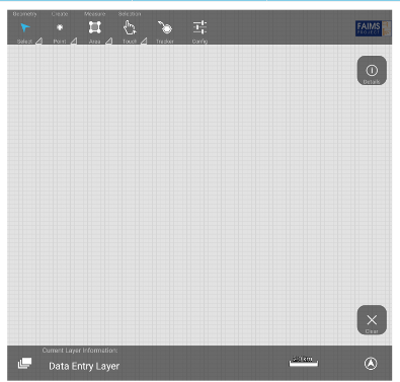 Geometry Create Measure Selection
Select Point Area Touch Tracker Config
FAIMS
PROJECT
Details
Clear
Current Layer Information:
Data Entry Layer